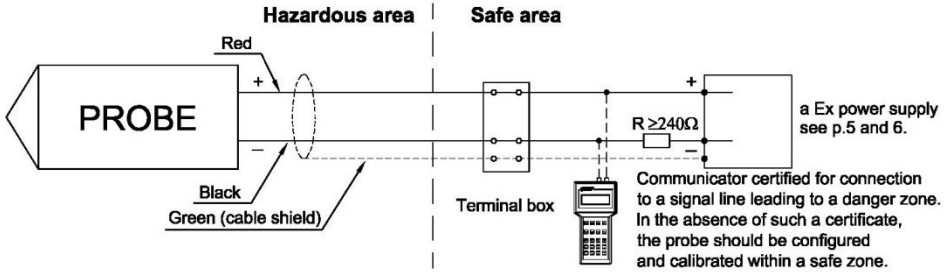 Hazardous area
Safe area
Red
+
+
PROBE
R ≥240Ω
a Ex power supply
see p.5 and 6.
–
–
Black
Green (cable shield)
Terminal box
Communicator certified for connection
to a signal line leading to a danger zone.
In the absence of such a certificate,
the probe should be configured
and calibrated within a safe zone.